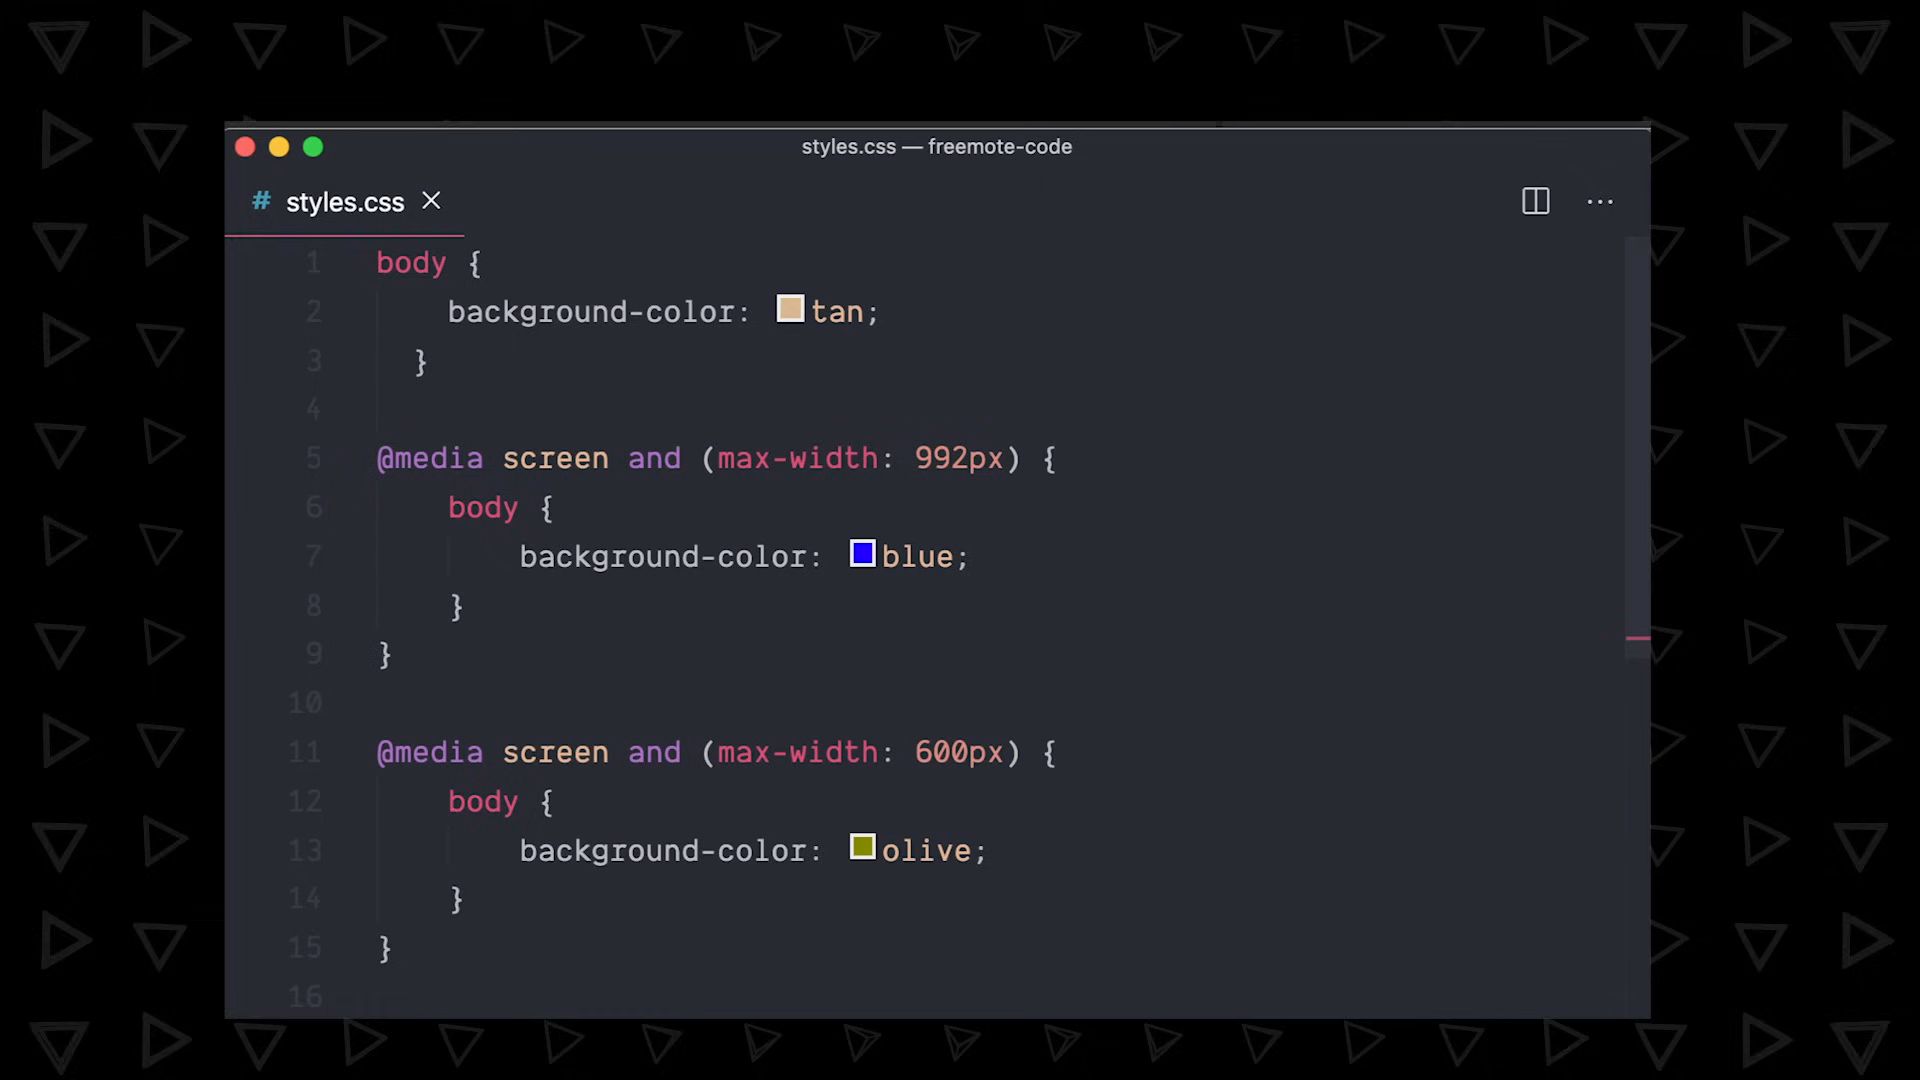 styles.css — freemote-code
# styles.css
1 body {
2 background-color: tan;
3 }
4
5 @media screen and (max-width: 992px) {
6 body {
7 background-color: blue;
8 }
9 }
10
11 @media screen and (max-width: 600px) {
12 body {
13 background-color: olive;
14 }
15 }
16